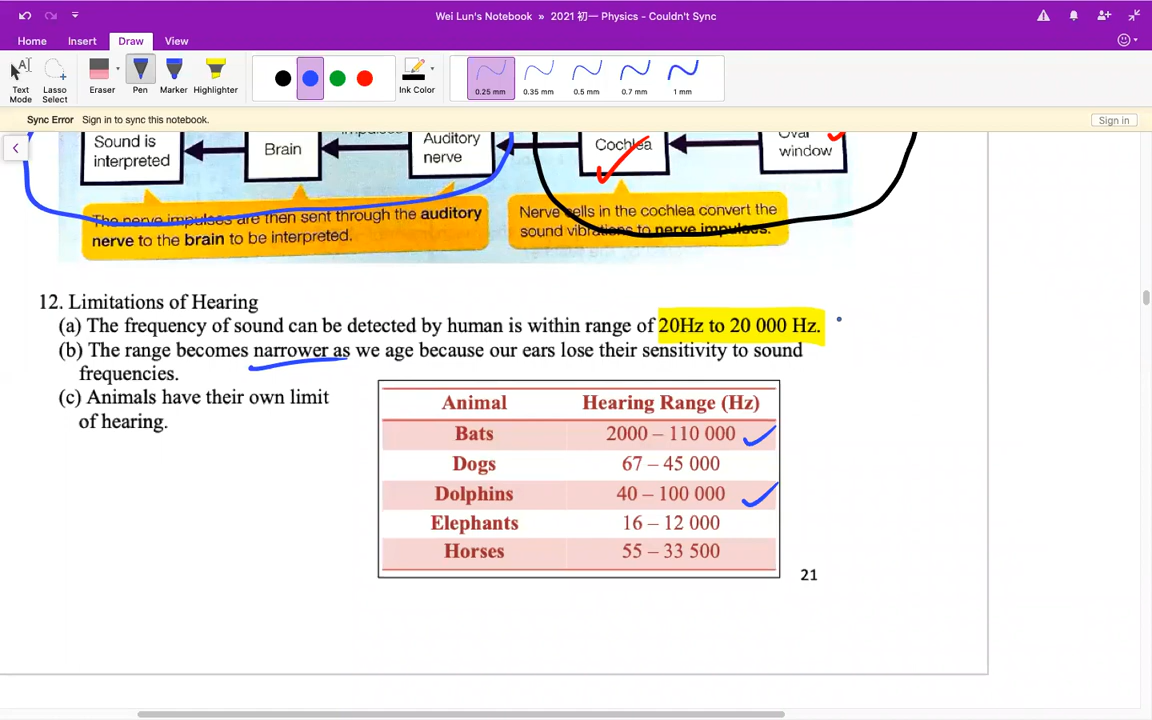 Wei Lun's Notebook » 2021 初一 Physics - Couldn't Sync
Home Insert Draw View
Text Mode
Lasso Select
Eraser
Pen
Marker
Highlighter
Ink Color
0.25 mm
0.35 mm
0.5 mm
0.7 mm
1 mm
Sync Error Sign in to sync this notebook.
Sign in
Sound is
interpreted
Brain
impulses
Auditory
nerve
Cochlea
Oval
window
The nerve impulses are then sent through the auditory
nerve to the brain to be interpreted.
Nerve cells in the cochlea convert the
sound vibrations to nerve impulses.
12. Limitations of Hearing
(a) The frequency of sound can be detected by human is within range of 20Hz to 20 000 Hz.
(b) The range becomes narrower as we age because our ears lose their sensitivity to sound
frequencies.
(c) Animals have their own limit
of hearing.
Animal Hearing Range (Hz)
Bats 2000 – 110 000
Dogs 67 – 45 000
Dolphins 40 – 100 000
Elephants 16 – 12 000
Horses 55 – 33 500
21